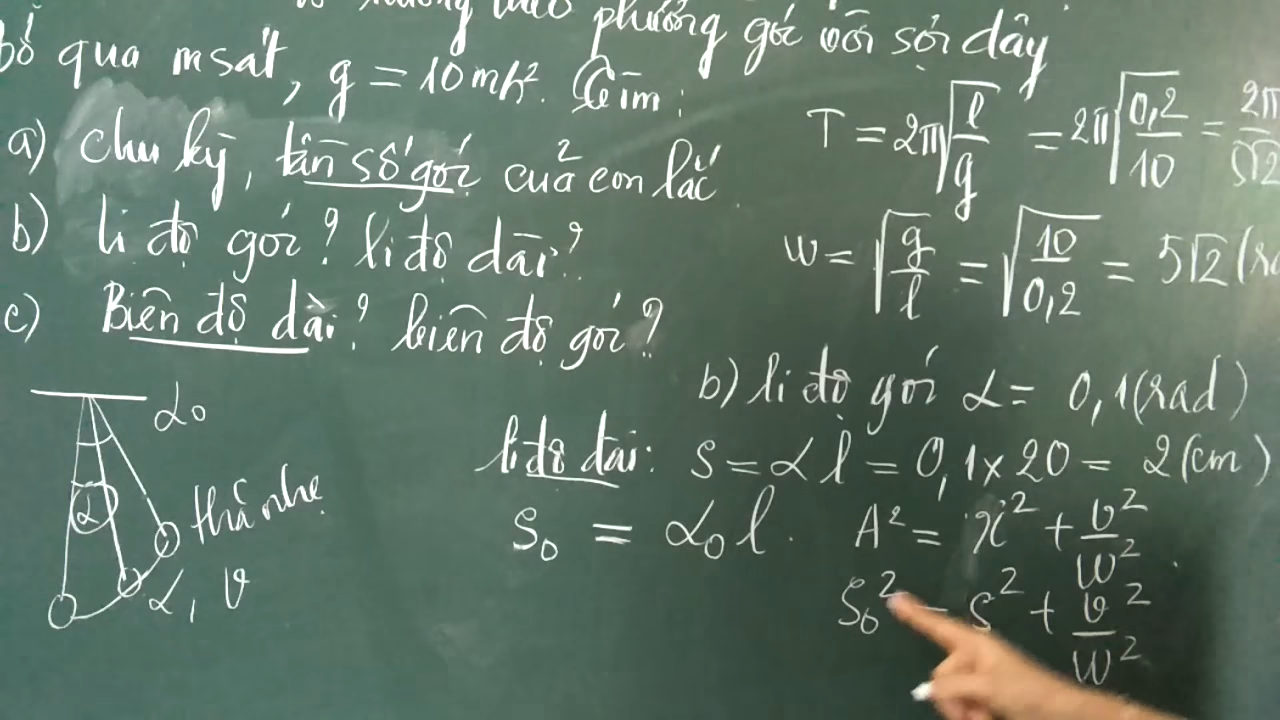 phương góc với sợi dây
bỏ qua msát, g = 10m/s². Tìm:
a) chu kỳ, tần số góc của con lắc.
b) li độ góc? li độ dài?
c) Biên độ dài? biên độ góc?
T = 2π√(l/g) = 2π√(0,2/10) = 2π
w = √(g/l) = √(10/0,2) = 5√2 (ra
b) li độ góc α = 0,1(rad)
li độ dài: s = αl = 0,1×20 = 2(cm)
S₀ = α₀l. A² = x² + v²/w².
S₀² = s² + v²/w²
α₀
α
thả nhẹ
α, v